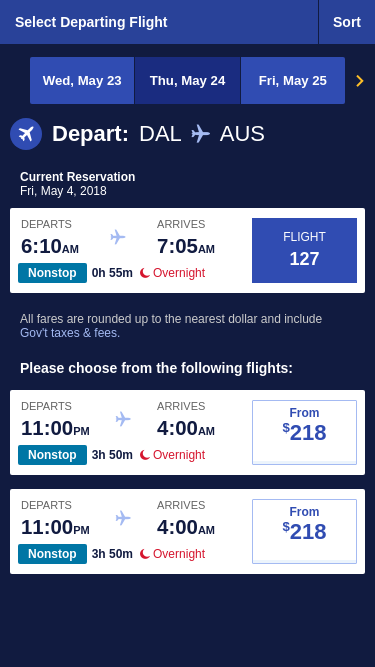 Select Departing Flight
Sort
Wed, May 23
Thu, May 24
Fri, May 25
Depart: DAL AUS
Current Reservation
Fri, May 4, 2018
DEPARTS ARRIVES
6:10AM 7:05AM
Nonstop 0h 55m Overnight
FLIGHT
127
All fares are rounded up to the nearest dollar and include
Gov't taxes & fees.
Please choose from the following flights:
DEPARTS ARRIVES
11:00PM 4:00AM
Nonstop 3h 50m Overnight
From
$218
DEPARTS ARRIVES
11:00PM 4:00AM
Nonstop 3h 50m Overnight
From
$218